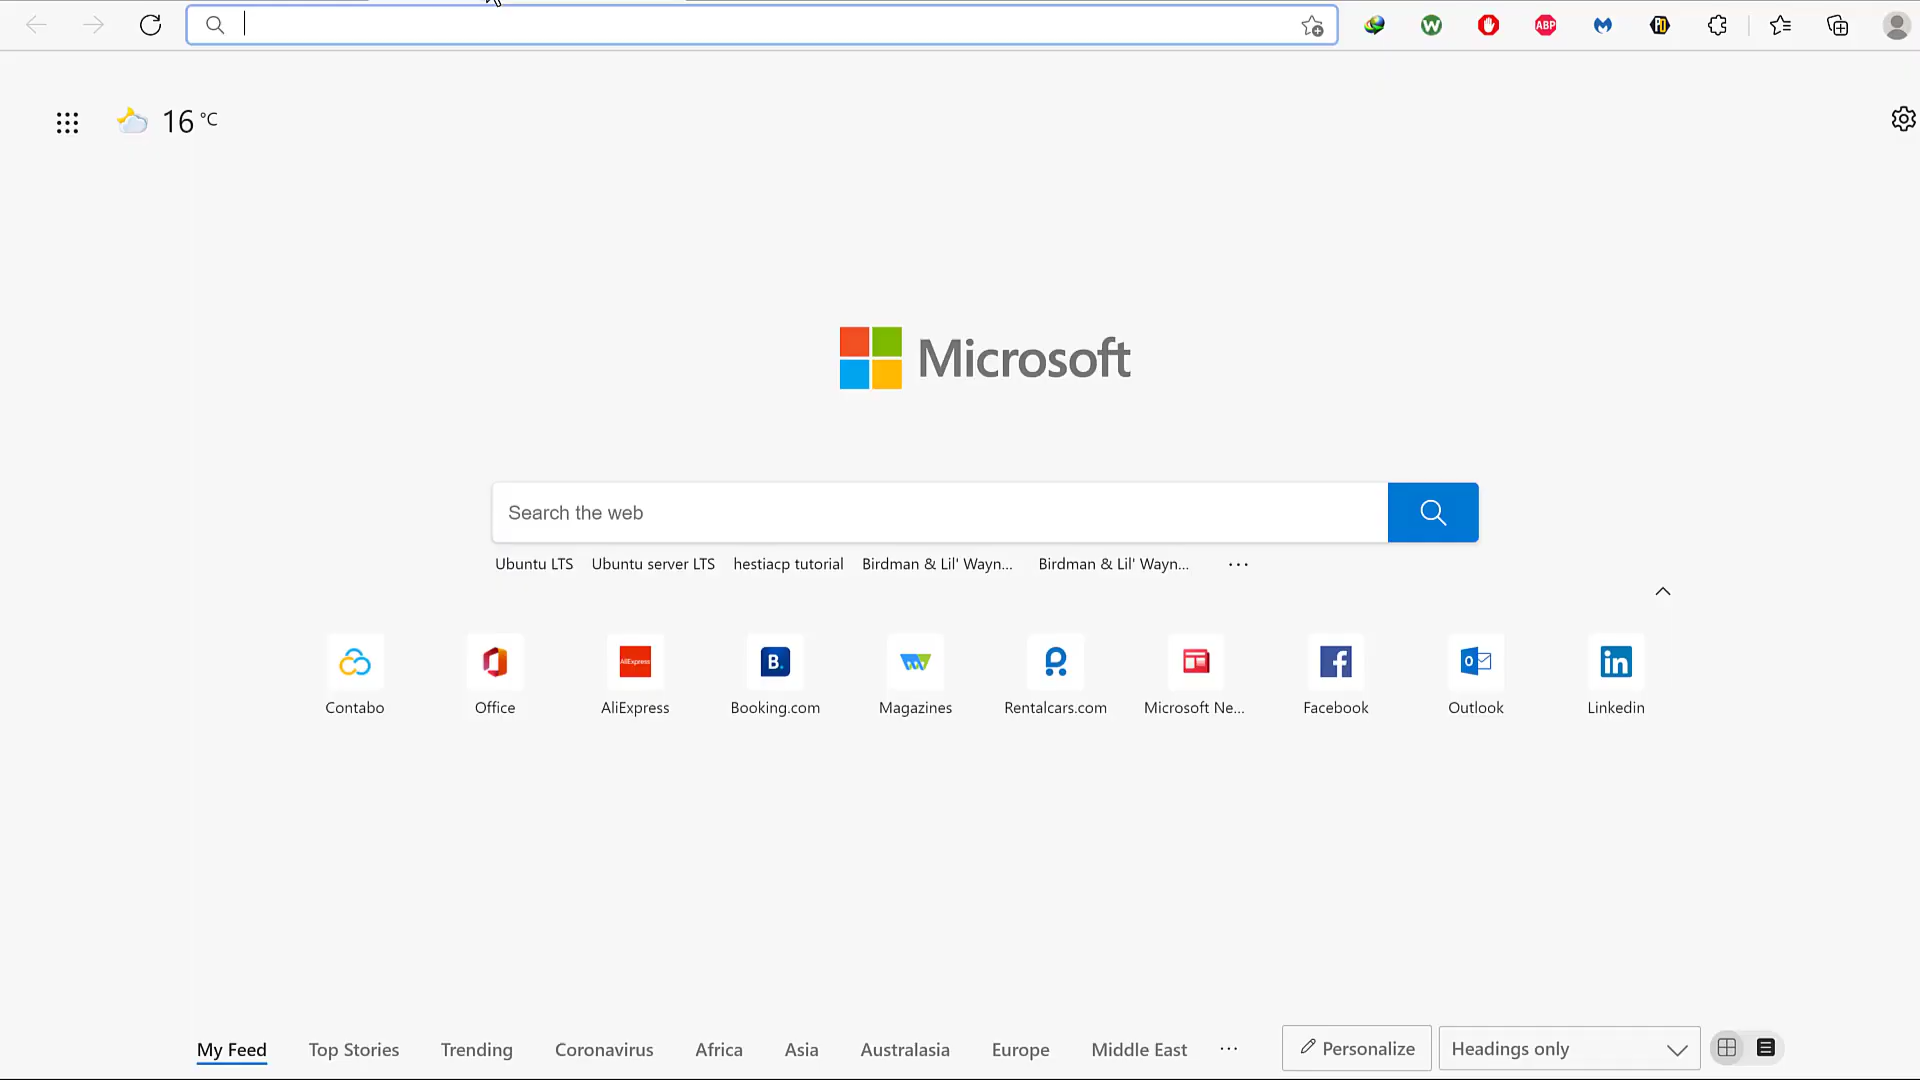 W ABP
16 °C
Microsoft
Search the web
Ubuntu LTS Ubuntu server LTS hestiacp tutorial Birdman & Lil' Wayn... Birdman & Lil' Wayn... ...
AliExpress B.
Contabo Office AliExpress Booking.com Magazines Rentalcars.com Microsoft Ne... Facebook Outlook Linkedin
My Feed Top Stories Trending Coronavirus Africa Asia Australasia Europe Middle East ... Personalize Headings only